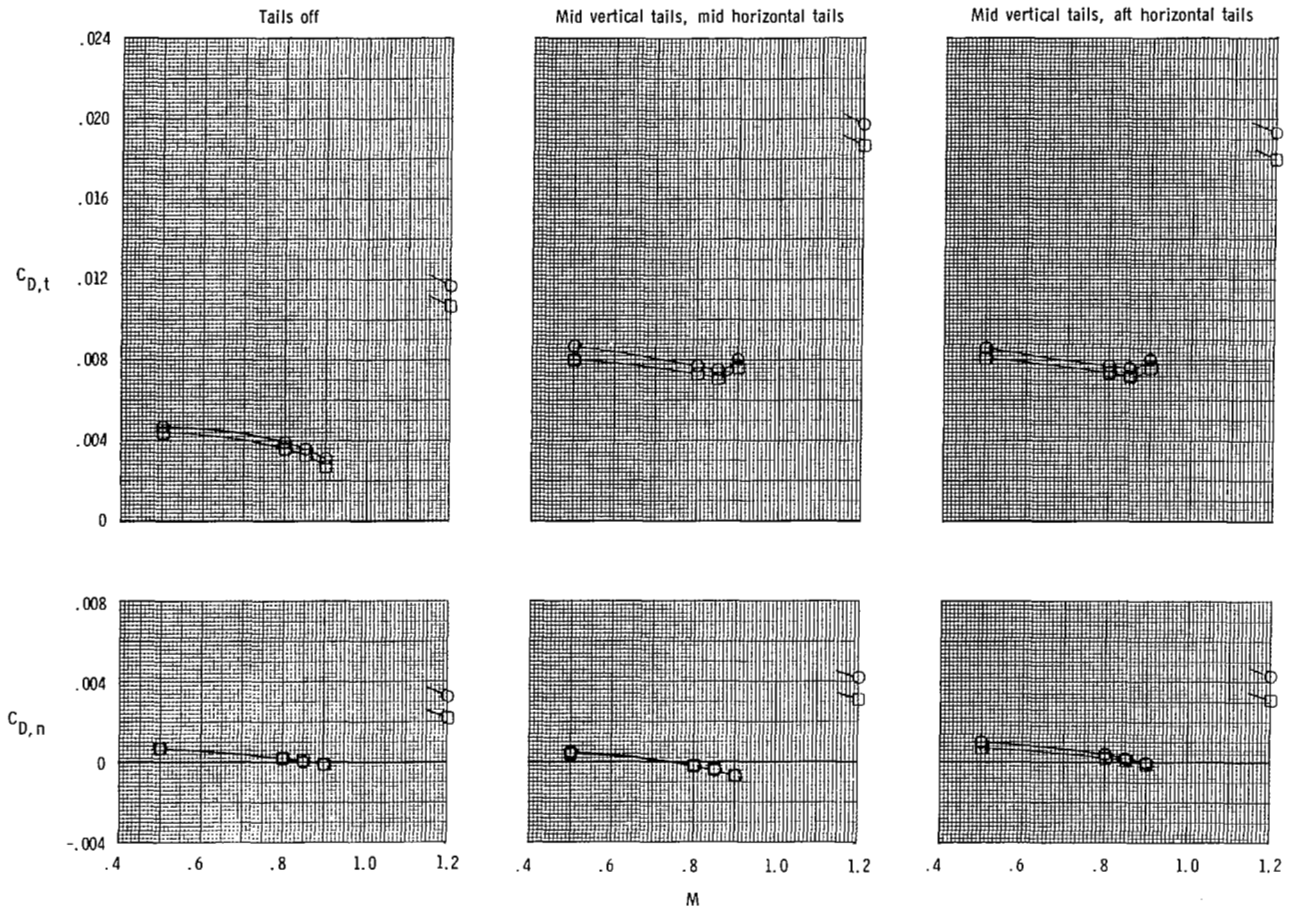 Tails off
Mid vertical tails, mid horizontal tails
Mid vertical tails, aft horizontal tails
.024
.020
.016
C_D,t
.012
.008
.004
0
.008
.004
C_D,n
0
-.004
.4 .6 .8 1.0 1.2
.4 .6 .8 1.0 1.2
.4 .6 .8 1.0 1.2
M